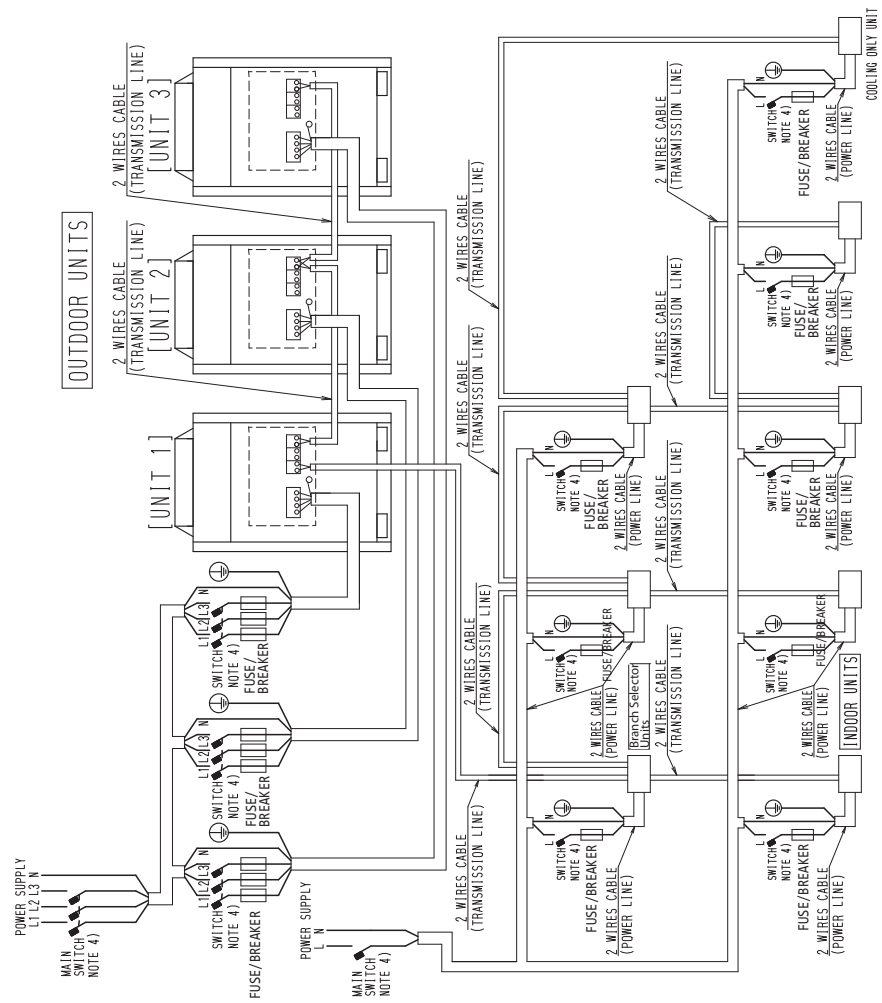 OUTDOOR UNITS
2 WIRES CABLE
(TRANSMISSION LINE)
[UNIT 3]
2 WIRES CABLE
(TRANSMISSION LINE)
[UNIT 2]
[UNIT 1]
POWER SUPPLY
L1 L2 L3 N
MAIN
SWITCH
NOTE 4)
L1 L2 L3 N
SWITCH
NOTE 4)
FUSE/
BREAKER
L1 L2 L3 N
SWITCH
NOTE 4)
FUSE/
BREAKER
L1 L2 L3 N
SWITCH
NOTE 4)
FUSE/BREAKER
POWER SUPPLY
L N
MAIN
SWITCH
NOTE 4)
2 WIRES CABLE
(TRANSMISSION LINE)
2 WIRES CABLE
(TRANSMISSION LINE)
2 WIRES CABLE
(TRANSMISSION LINE)
2 WIRES CABLE
(TRANSMISSION LINE)
L N
SWITCH
NOTE 4)
FUSE/BREAKER
2 WIRES CABLE
(POWER LINE)
L N
SWITCH
NOTE 4)
FUSE/BREAKER
2 WIRES CABLE
(POWER LINE)
Branch Selector
Units
L N
SWITCH
NOTE 4)
FUSE/
BREAKER
2 WIRES CABLE
(POWER LINE)
2 WIRES CABLE
(TRANSMISSION LINE)
2 WIRES CABLE
(TRANSMISSION LINE)
2 WIRES CABLE
(TRANSMISSION LINE)
2 WIRES CABLE
(TRANSMISSION LINE)
L N
SWITCH
NOTE 4)
FUSE/BREAKER
2 WIRES CABLE
(POWER LINE)
L N
SWITCH
NOTE 4)
FUSE/BREAKER
2 WIRES CABLE
(POWER LINE)
INDOOR UNITS
L N
SWITCH
NOTE 4)
FUSE/
BREAKER
2 WIRES CABLE
(POWER LINE)
L N
SWITCH
NOTE 4)
FUSE/
BREAKER
2 WIRES CABLE
(POWER LINE)
L N
SWITCH
NOTE 4)
FUSE/BREAKER
2 WIRES CABLE
(POWER LINE)
COOLING ONLY UNIT